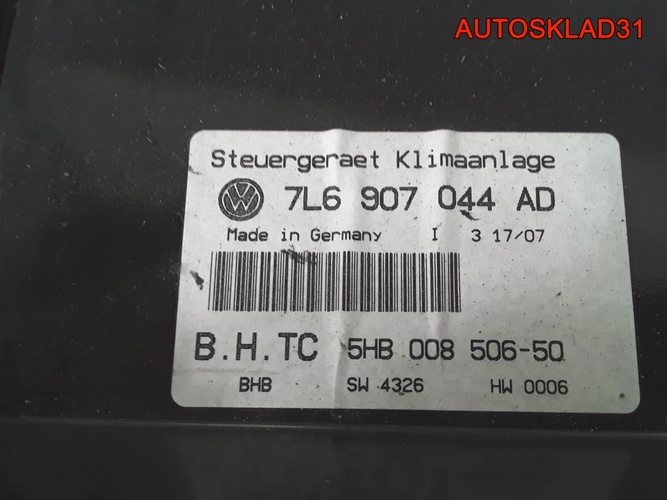 AUTOSKLAD31
Steuergeraet Klimaanlage
7L6 907 044 AD
Made in Germany I 3 17/07
B.H.TC 5HB 008 506-50
BHB SW 4326 HW 0006